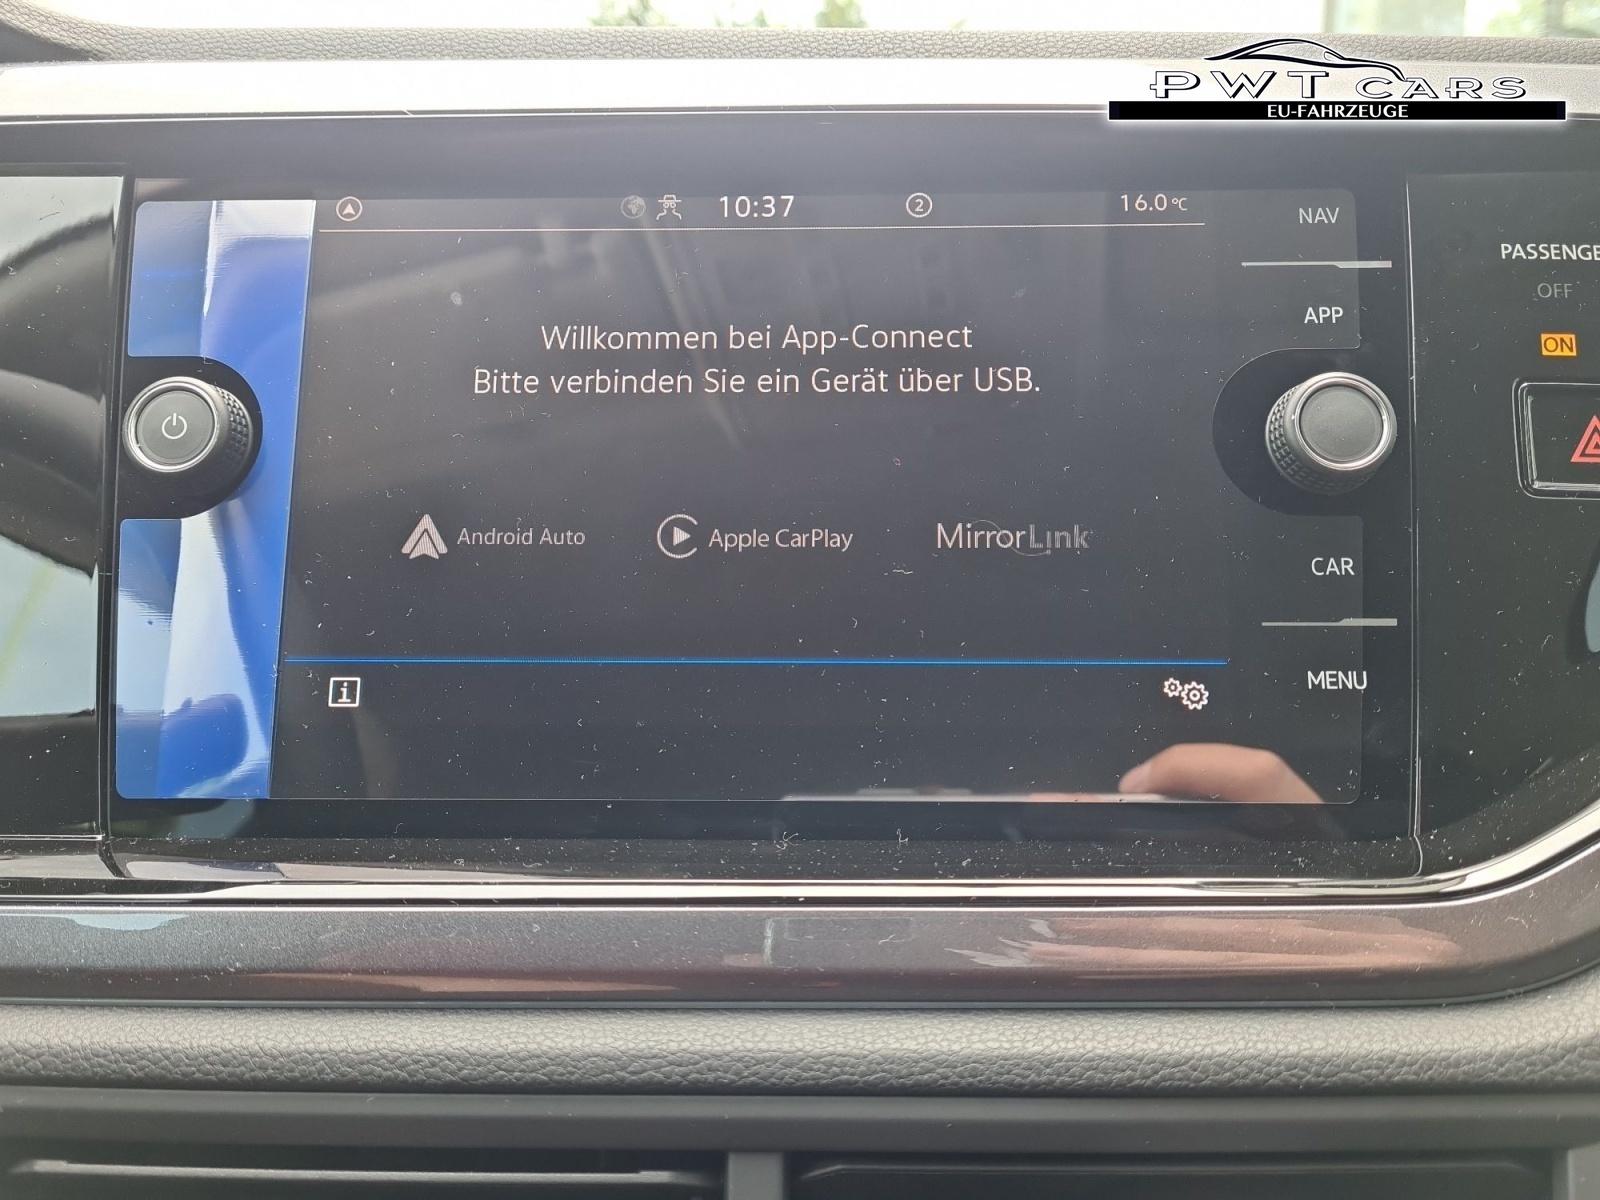 PWT CARS
EU-FAHRZEUGE
10:37
2
16.0°C
NAV
Willkommen bei App-Connect
Bitte verbinden Sie ein Gerät über USB.
APP
PASSENGE
OFF
ON
Android Auto
Apple CarPlay
MirrorLink
CAR
i
MENU